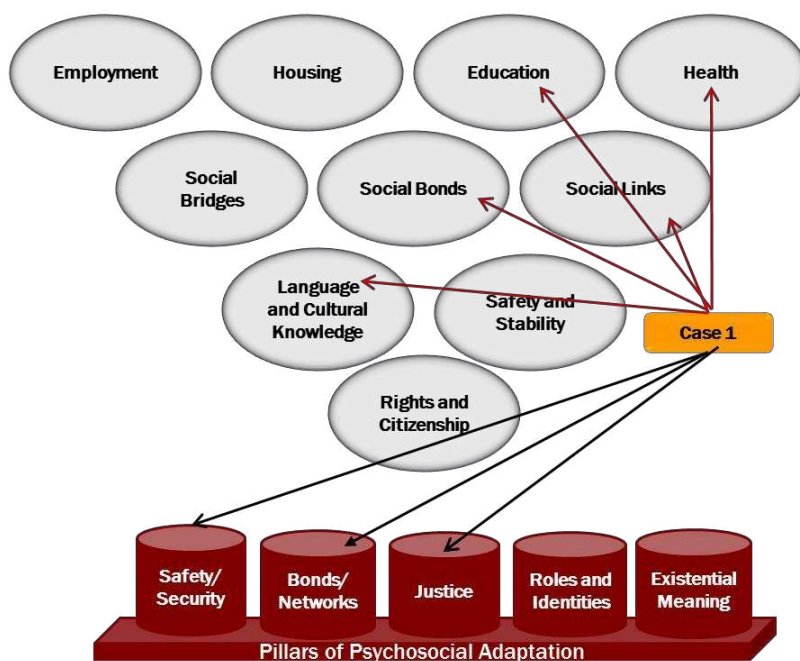 Employment
Housing
Education
Health
Social
Bridges
Social Bonds
Social Links
Language
and Cultural
Knowledge
Safety and
Stability
Case 1
Rights and
Citizenship
Safety/
Security
Bonds/
Networks
Justice
Roles and
Identities
Existential
Meaning
Pillars of Psychosocial Adaptation